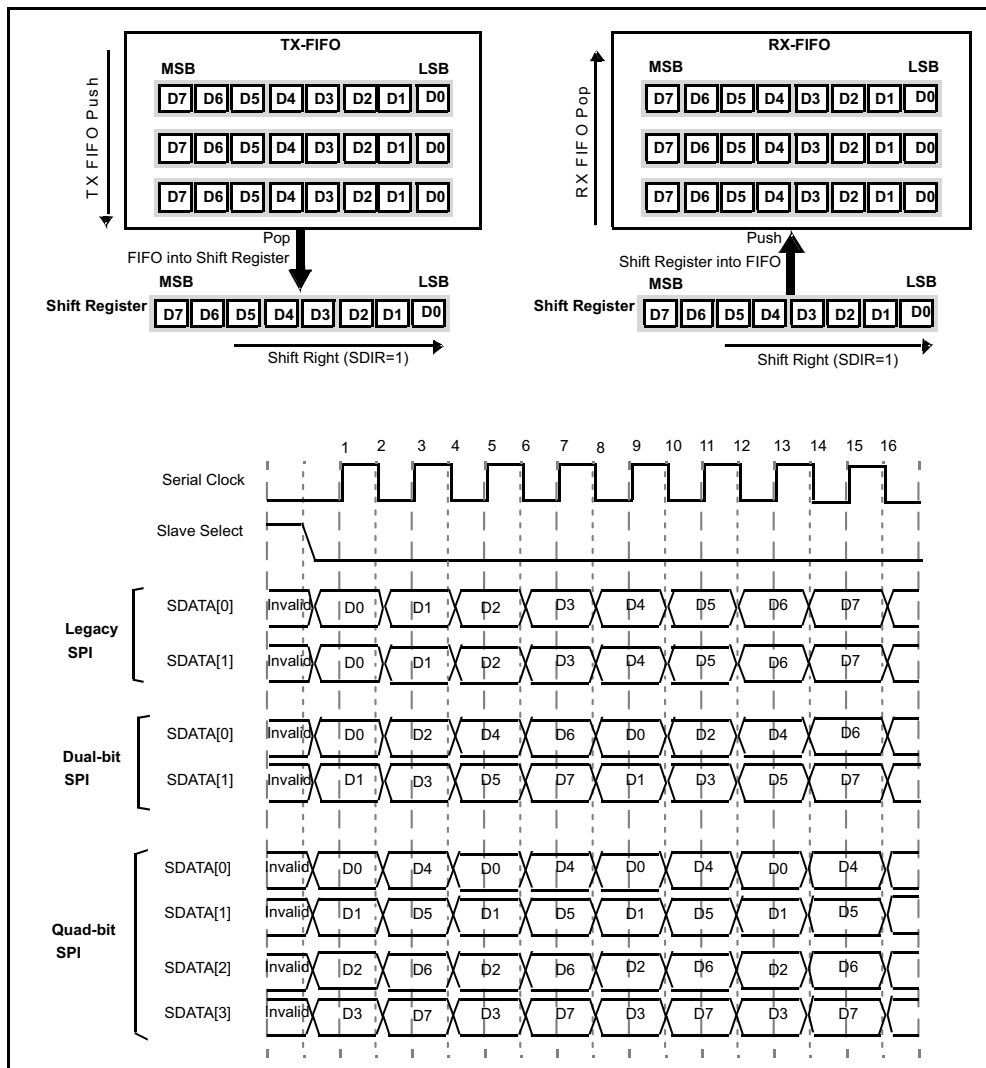 TX-FIFO
MSB LSB
D7 D6 D5 D4 D3 D2 D1 D0
D7 D6 D5 D4 D3 D2 D1 D0
D7 D6 D5 D4 D3 D2 D1 D0
TX FIFO Push
Pop
FIFO into Shift Register
MSB LSB
Shift Register D7 D6 D5 D4 D3 D2 D1 D0
Shift Right (SDIR=1)
RX-FIFO
MSB LSB
D7 D6 D5 D4 D3 D2 D1 D0
D7 D6 D5 D4 D3 D2 D1 D0
D7 D6 D5 D4 D3 D2 D1 D0
RX FIFO Pop
Push
Shift Register into FIFO
MSB LSB
Shift Register D7 D6 D5 D4 D3 D2 D1 D0
Shift Right (SDIR=1)
1 2 3 4 5 6 7 8 9 10 11 12 13 14 15 16
Serial Clock
Slave Select
Legacy
SPI
SDATA[0] Invalid D0 D1 D2 D3 D4 D5 D6 D7
SDATA[1] Invalid D0 D1 D2 D3 D4 D5 D6 D7
Dual-bit
SPI
SDATA[0] Invalid D0 D2 D4 D6 D0 D2 D4 D6
SDATA[1] Invalid D1 D3 D5 D7 D1 D3 D5 D7
Quad-bit
SPI
SDATA[0] Invalid D0 D4 D0 D4 D0 D4 D0 D4
SDATA[1] Invalid D1 D5 D1 D5 D1 D5 D1 D5
SDATA[2] Invalid D2 D6 D2 D6 D2 D6 D2 D6
SDATA[3] Invalid D3 D7 D3 D7 D3 D7 D3 D7